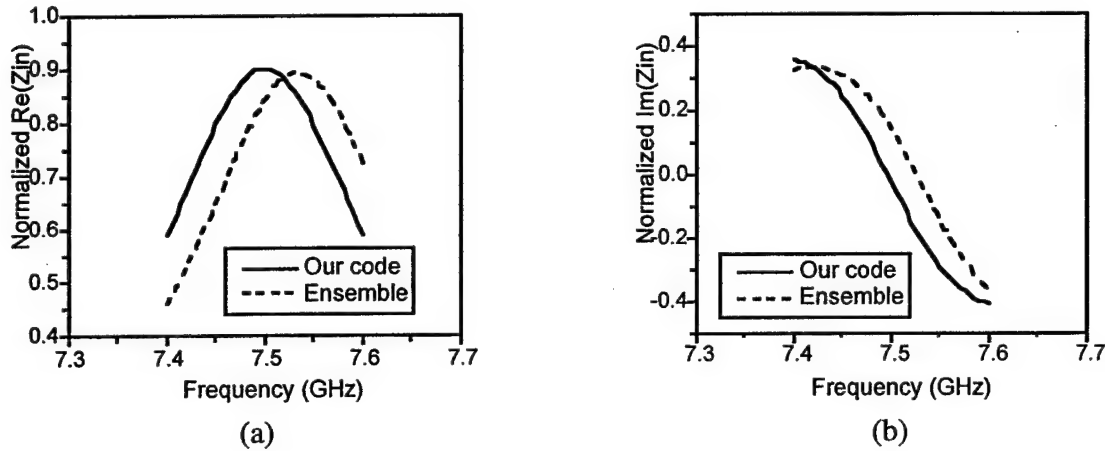 Normalized Re(Zin)
1.0
0.9
0.8
0.7
0.6
0.5
0.4
7.3 7.4 7.5 7.6 7.7
Our code
Ensemble
Frequency (GHz)
(a)
Normalized Im(Zin)
0.4
0.2
0.0
-0.2
-0.4
7.3 7.4 7.5 7.6 7.7
Our code
Ensemble
Frequency (GHz)
(b)